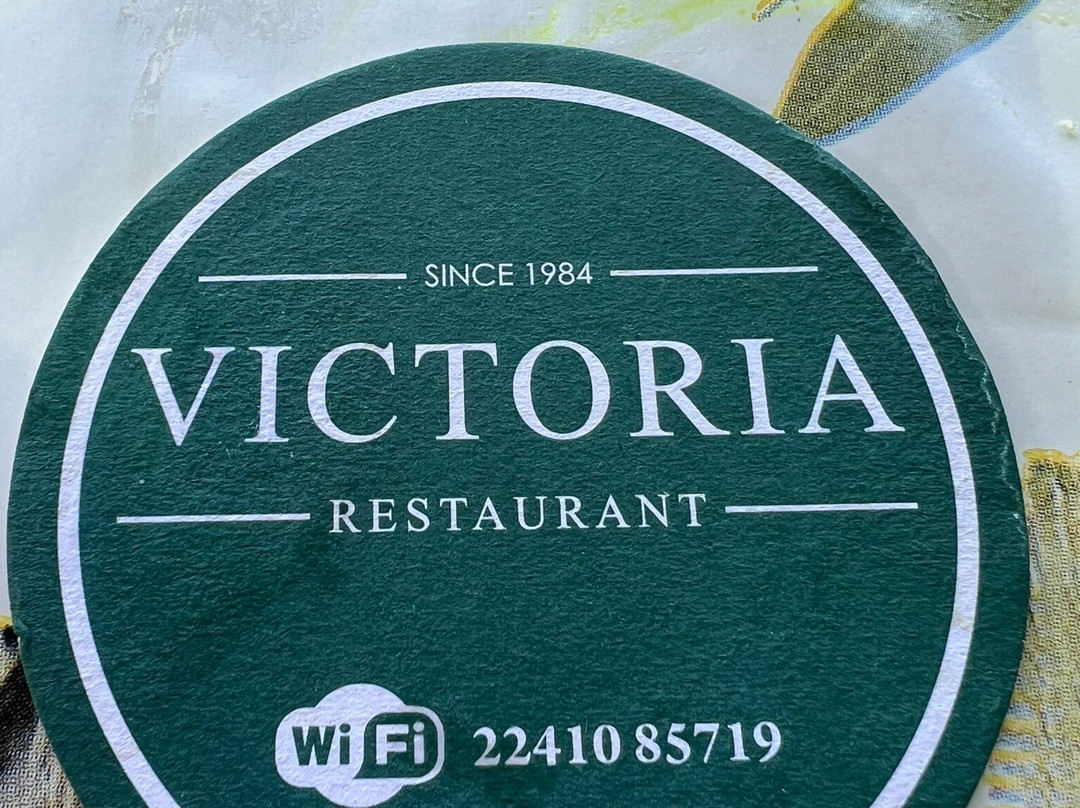 SINCE 1984
VICTORIA
RESTAURANT
WiFi 22410 85719